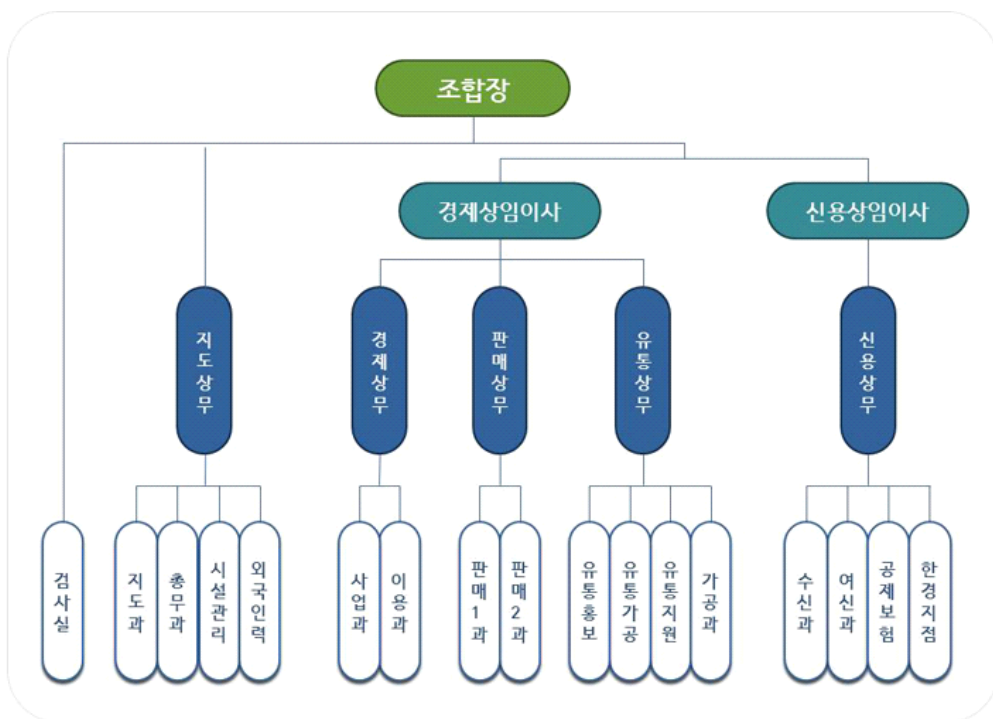 조합장
경제상임이사
신용상임이사
지도상무
경제상무
판매상무
유통상무
신용상무
검사실
지도과
총무과
시설관리
외국인력
사업과
이용과
판매1과
판매2과
유통홍보
유통가공
유통지원
가공과
수신과
여신과
공제보험
한경지점